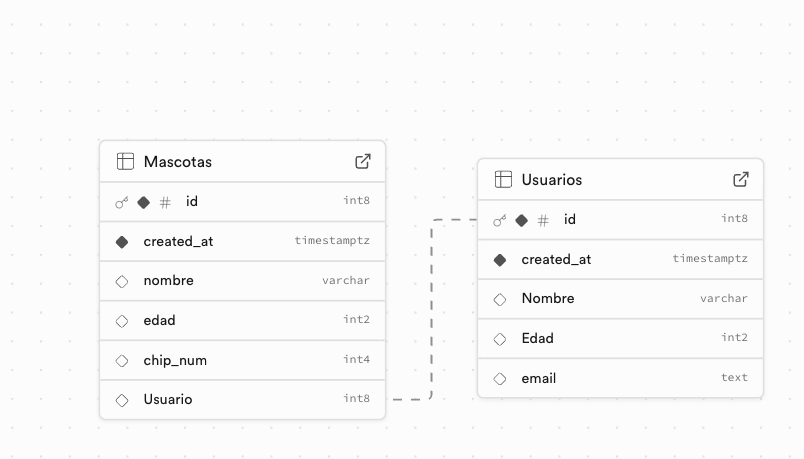 Mascotas
# id int8
created_at timestamptz
nombre varchar
edad int2
chip_num int4
Usuario int8
Usuarios
# id int8
created_at timestamptz
Nombre varchar
Edad int2
email text